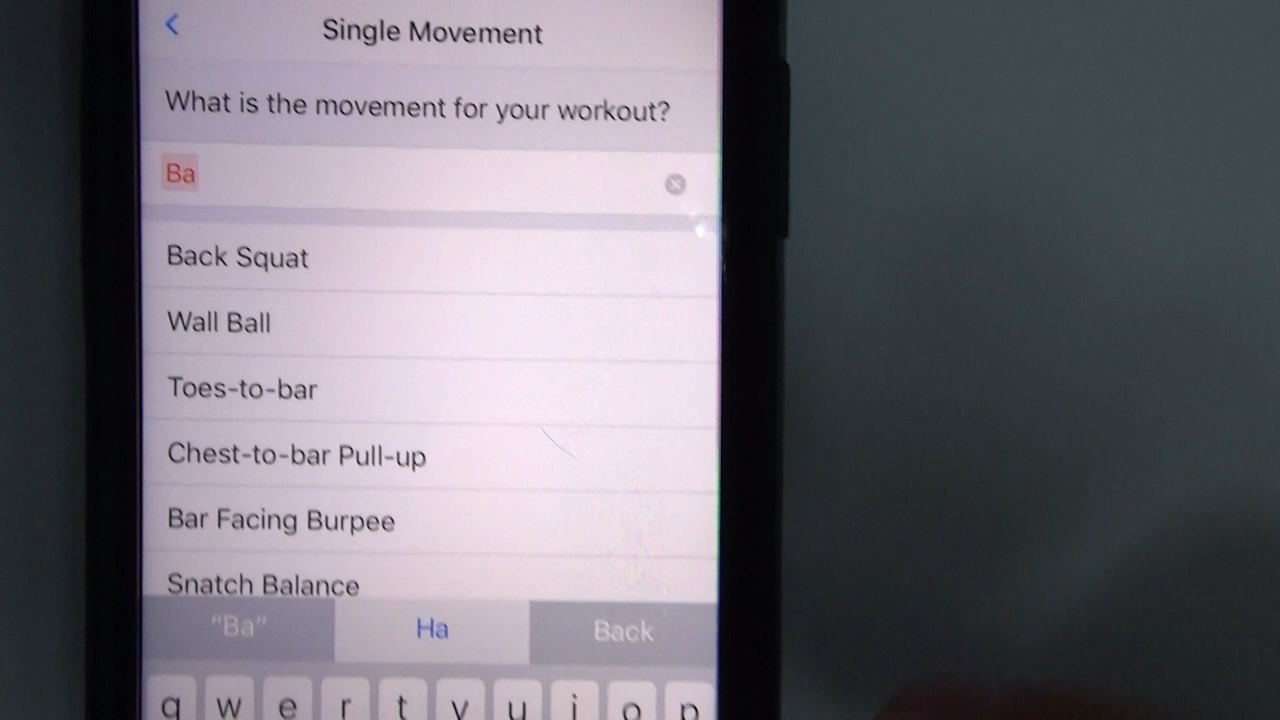 Single Movement
What is the movement for your workout?
Ba
Back Squat
Wall Ball
Toes-to-bar
Chest-to-bar Pull-up
Bar Facing Burpee
Snatch Balance
"Ba" Ha Back
q w e r t y u i o p